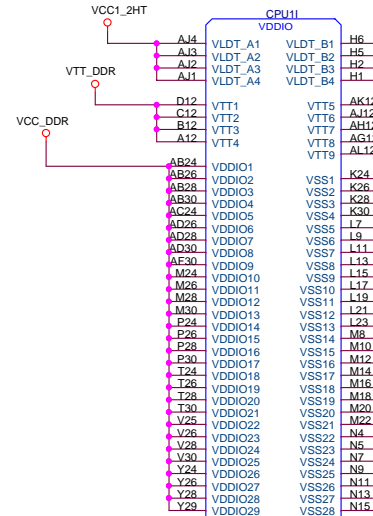 VCC1_2HT
CPU1I
VDDIO
AJ4 VLDT_A1 VLDT_B1 H6
AJ3 VLDT_A2 VLDT_B2 H5
AJ2 VLDT_A3 VLDT_B3 H2
AJ1 VLDT_A4 VLDT_B4 H1
VTT_DDR
D12 VTT1 VTT5 AK12
C12 VTT2 VTT6 AJ12
B12 VTT3 VTT7 AH12
A12 VTT4 VTT8 AG12
VTT9 AL12
VCC_DDR
AB24 VDDIO1
AB26 VDDIO2 VSS1 K24
AB28 VDDIO3 VSS2 K26
AB30 VDDIO4 VSS3 K28
AC24 VDDIO5 VSS4 K30
AD26 VDDIO6 VSS5 L7
AD28 VDDIO7 VSS6 L9
AD30 VDDIO8 VSS7 L11
AF30 VDDIO9 VSS8 L13
M24 VDDIO10 VSS9 L15
M26 VDDIO11 VSS10 L17
M28 VDDIO12 VSS11 L19
M30 VDDIO13 VSS12 L21
P24 VDDIO14 VSS13 L23
P26 VDDIO15 VSS14 M8
P28 VDDIO16 VSS15 M10
P30 VDDIO17 VSS16 M12
T24 VDDIO18 VSS17 M14
T26 VDDIO19 VSS18 M16
T28 VDDIO20 VSS19 M18
T30 VDDIO21 VSS20 M20
V25 VDDIO22 VSS21 M22
V26 VDDIO23 VSS22 N4
V28 VDDIO24 VSS23 N5
V30 VDDIO25 VSS24 N7
Y24 VDDIO26 VSS25 N9
Y26 VDDIO27 VSS26 N11
Y28 VDDIO28 VSS27 N13
Y29 VDDIO29 VSS28 N15